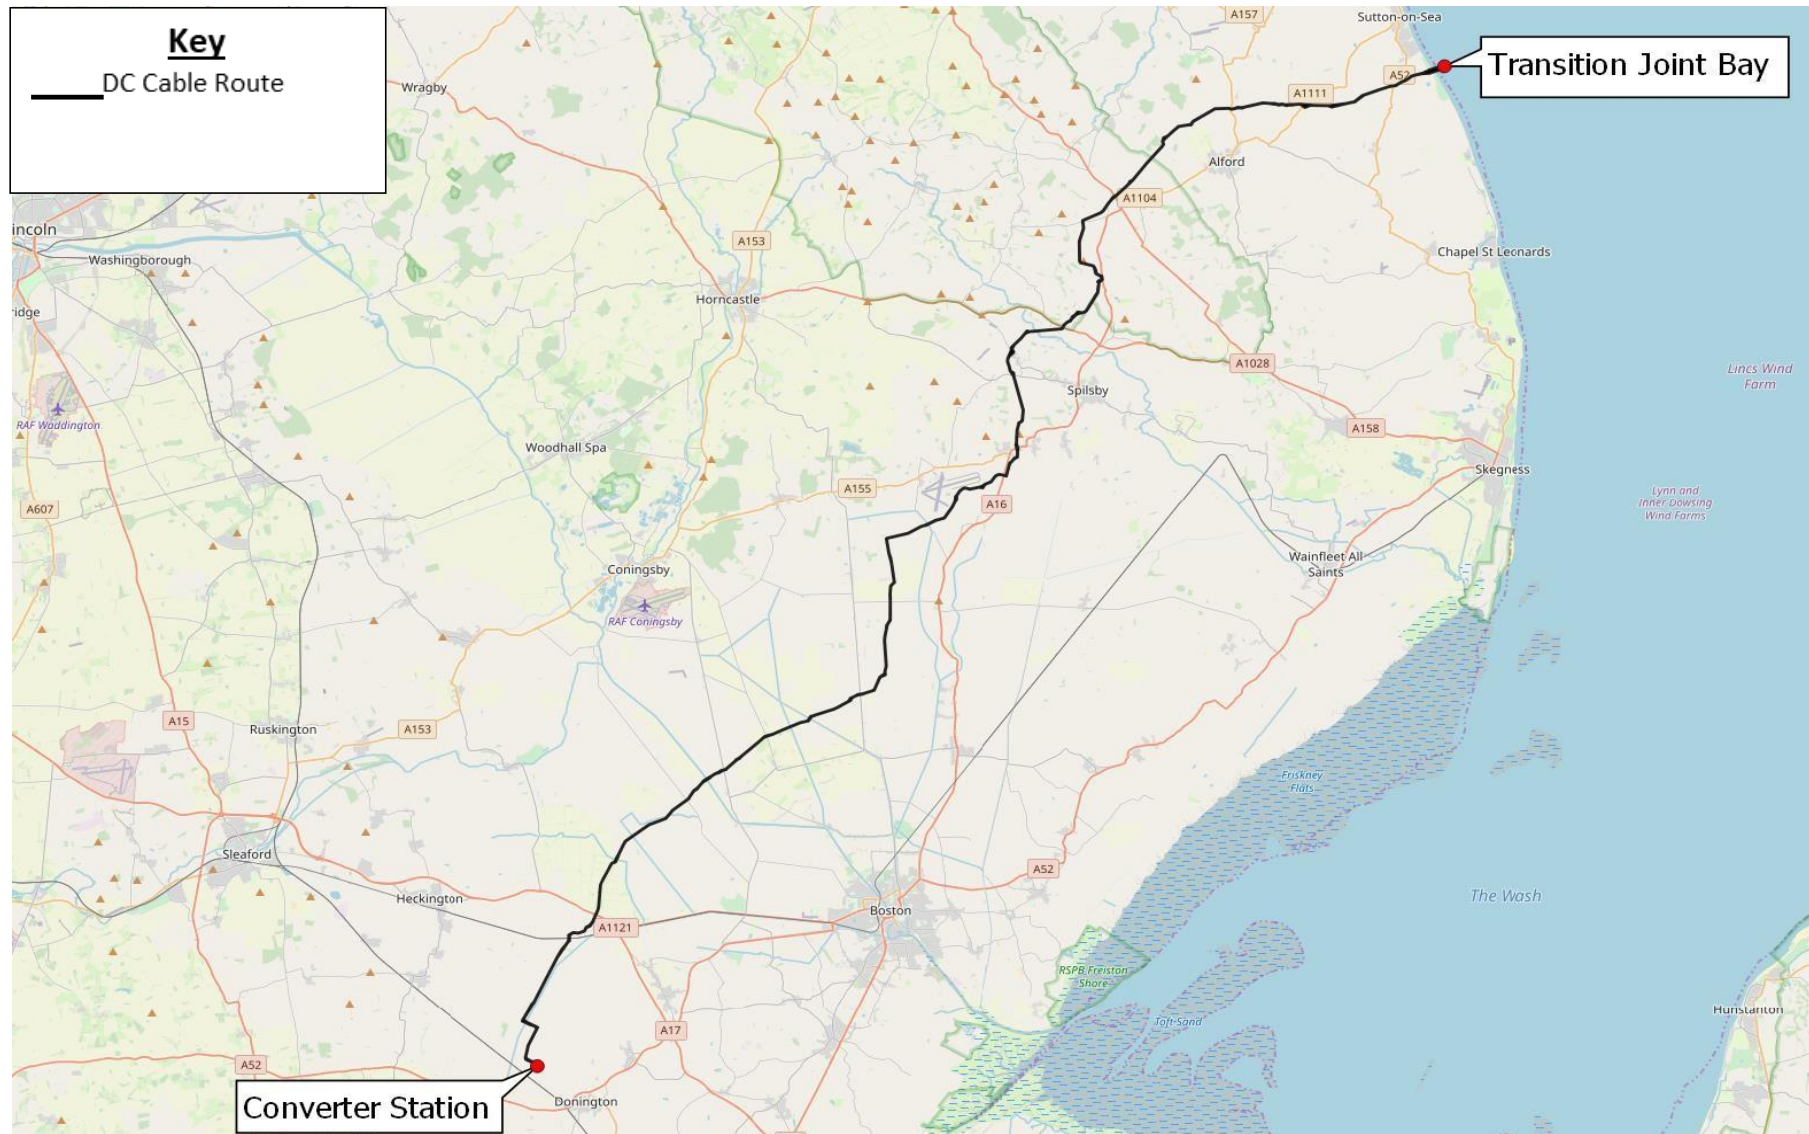 Key
DC Cable Route
Transition Joint Bay
Converter Station
Sutton-on-Sea
A157
A52
A1111
Wragby
Alford
A1104
incoln
Washingborough
A153
Chapel St Leonards
Horncastle
ridge
A1028
Lincs Wind
Farm
Spilsby
RAF Waddington
A158
Woodhall Spa
Skegness
A155
A16
Lynn and
Inner Dowsing
Wind Farms
A607
Wainfleet All
Saints
Coningsby
RAF Coningsby
A15
Ruskington
A153
Friskney
Flats
Sleaford
A52
Heckington
The Wash
Boston
A1121
RSPB Freiston
Shore
Hunstanton
Toft Sand
A17
A52
Donington